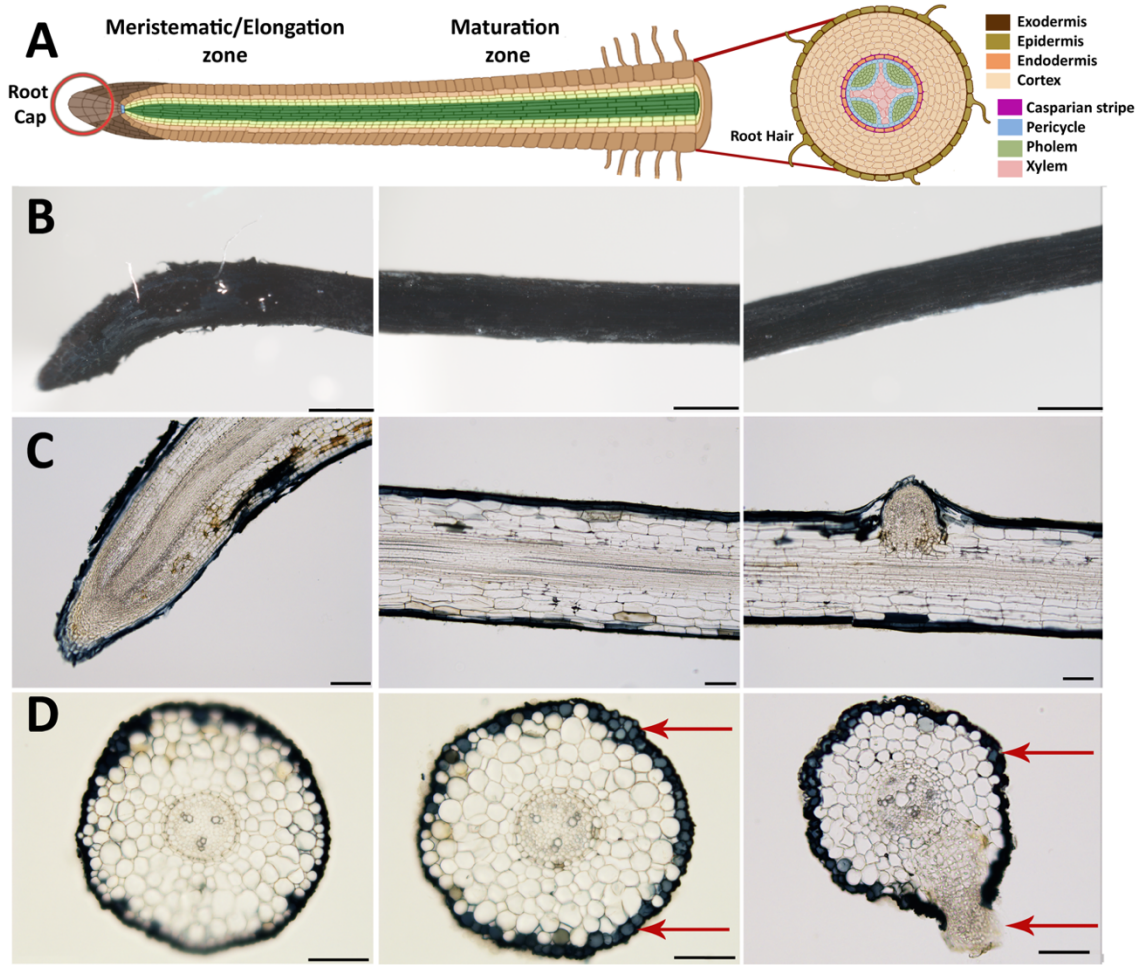 A
Meristematic/Elongation
zone
Maturation
zone
Root
Cap
Root Hair
Exodermis
Epidermis
Endodermis
Cortex
Casparian stripe
Pericycle
Pholem
Xylem
B
C
D